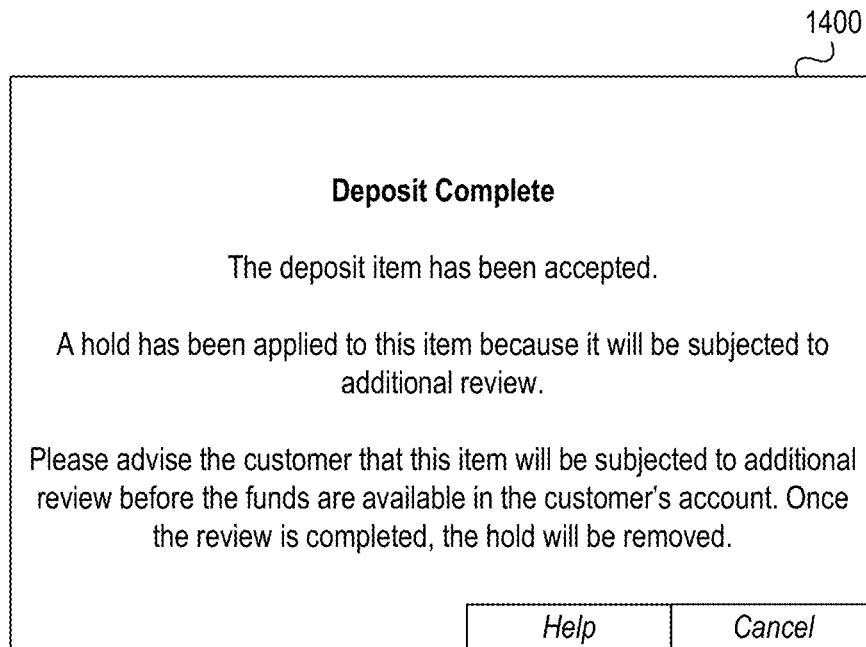 1400
Deposit Complete
The deposit item has been accepted.
A hold has been applied to this item because it will be subjected to
additional review.
Please advise the customer that this item will be subjected to additional
review before the funds are available in the customer's account. Once
the review is completed, the hold will be removed.
Help Cancel